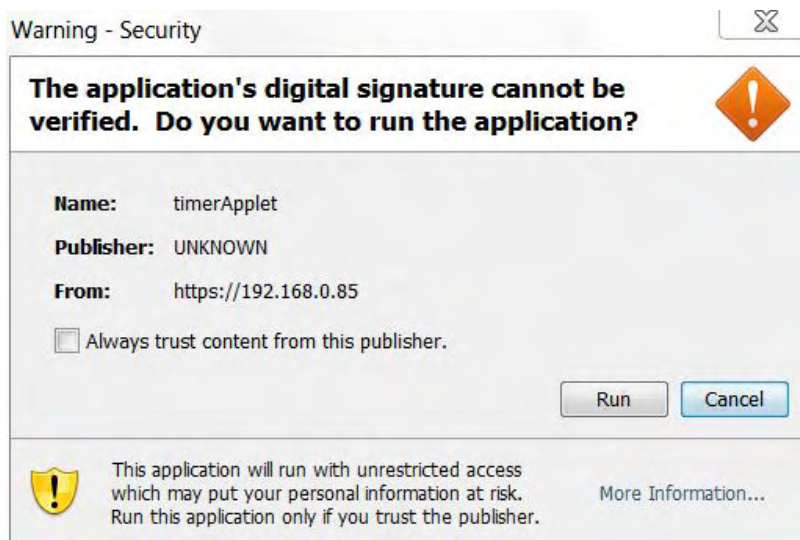 Warning - Security
The application's digital signature cannot be
verified. Do you want to run the application?
Name: timerApplet
Publisher: UNKNOWN
From: https://192.168.0.85
Always trust content from this publisher.
Run Cancel
This application will run with unrestricted access
which may put your personal information at risk.
Run this application only if you trust the publisher.
More Information...